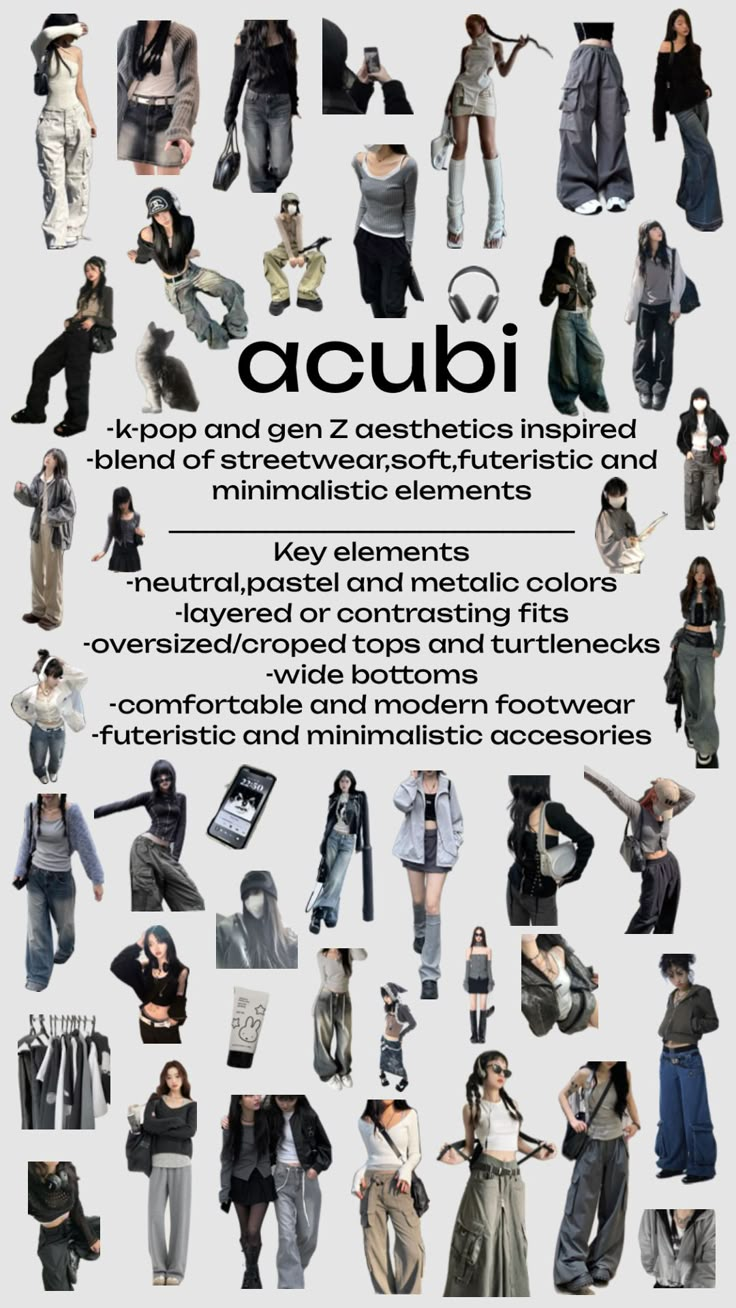 acubi
-k-pop and gen Z aesthetics inspired
-blend of streetwear,soft,futeristic and
minimalistic elements
Key elements
-neutral,pastel and metalic colors
-layered or contrasting fits
-oversized/croped tops and turtlenecks
-wide bottoms
-comfortable and modern footwear
-futeristic and minimalistic accesories
22:50